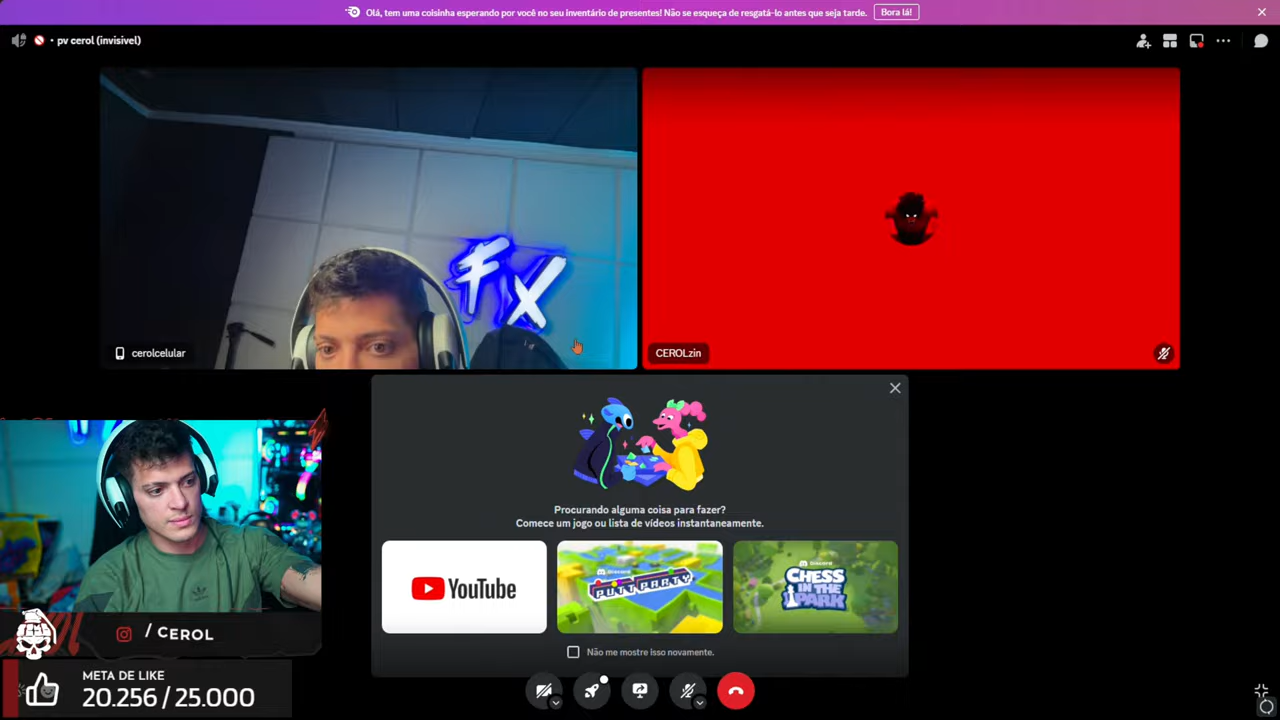 Olá, tem uma coisinha esperando por você no seu inventário de presentes! Não se esqueça de resgatá-lo antes que seja tarde. Bora lá!
• pv cerol (invisivel)
FX
cerolcelular
CEROLzin
Procurando alguma coisa para fazer?
Comece um jogo ou lista de vídeos instantaneamente.
YouTube
Discord
PUTT PARTY
Discord
CHESS
IN THE
PARK
Não me mostre isso novamente.
/ CEROL
META DE LIKE
20.256 / 25.000